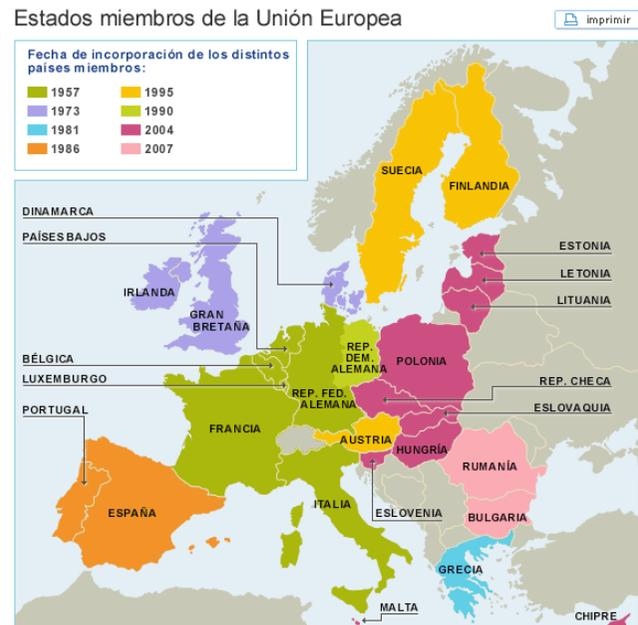 Estados miembros de la Unión Europea
imprimir
Fecha de incorporación de los distintos
países miembros:
1957
1995
1973
1990
1981
2004
1986
2007
SUECIA
FINLANDIA
DINAMARCA
PAÍSES BAJOS
ESTONIA
LETONIA
LITUANIA
IRLANDA
GRAN
BRETAÑA
BÉLGICA
LUXEMBURGO
PORTUGAL
REP.
DEM.
ALEMANA
POLONIA
REP. FED.
ALEMANA
REP. CHECA
ESLOVAQUIA
FRANCIA
AUSTRIA
HUNGRÍA
RUMANÍA
ESPAÑA
ITALIA
ESLOVENIA
BULGARIA
GRECIA
MALTA
CHIPRE